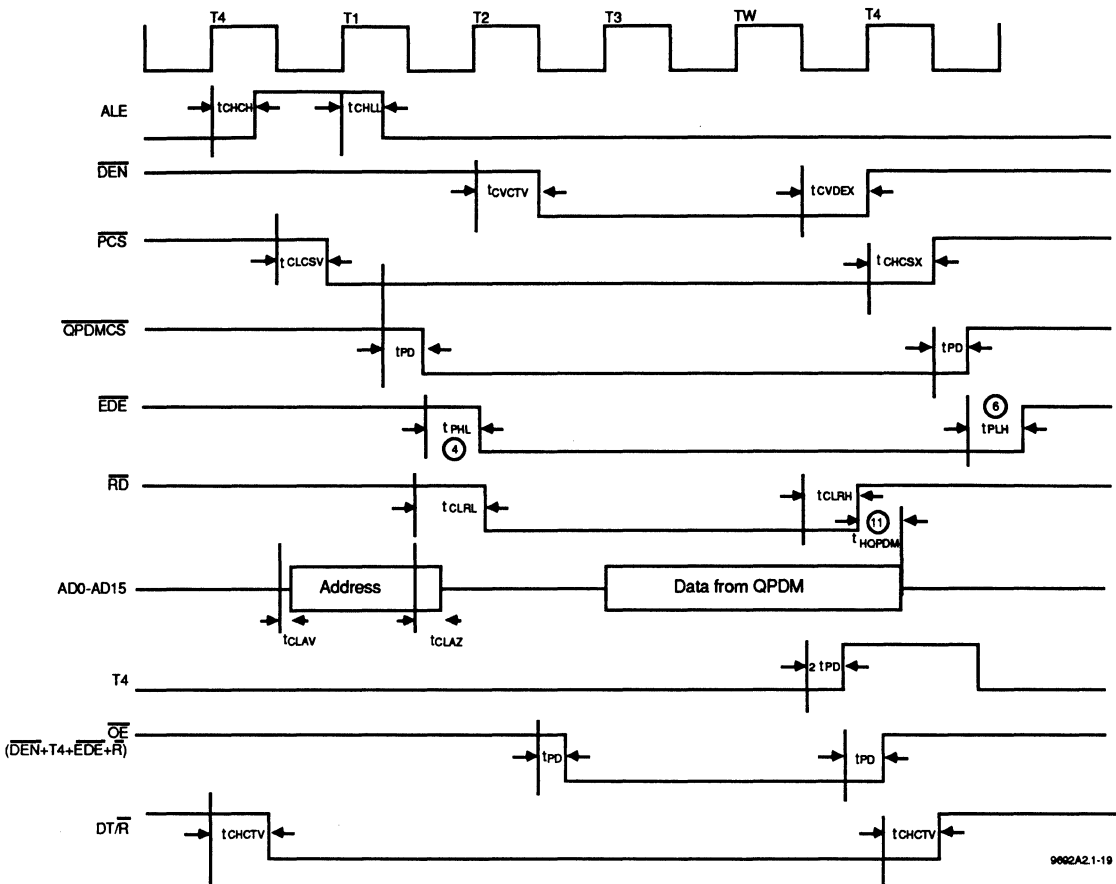 T4 T1 T2 T3 TW T4
ALE tCHCH tCHLL
DEN tCVCTV tCVDEX
PCS tCLCSV tCHCSX
QPDMCS tPD tPD
EDE tPHL 4 6 tPLH
RD tCLRL tCLRH 11 tHQPDM
AD0-AD15 Address Data from QPDM
tCLAV tCLAZ
T4 2 tPD
OE tPD tPD
(DEN+T4+EDE+R)
DT/R tCHCTV tCHCTV
9692A2.1-19